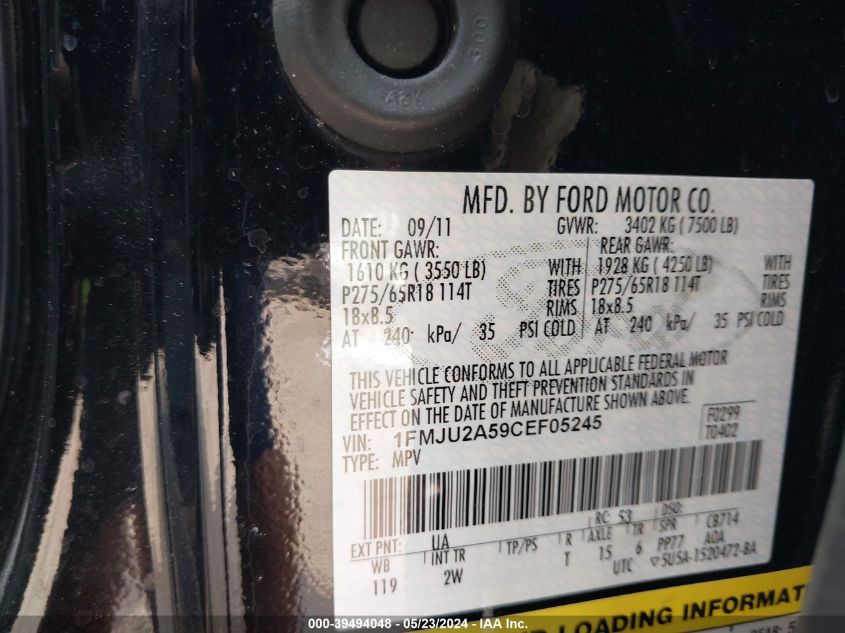 300
A&K
MFD. BY FORD MOTOR CO.
DATE: 09/11 GVWR: 3402 KG ( 7500 LB)
FRONT GAWR: REAR GAWR:
1610 KG ( 3550 LB) WITH 1928 KG ( 4250 LB) WITH
P275/65R18 114T TIRES P275/65R18 114T TIRES
18x8.5 RIMS 18x8.5 RIMS
AT 240 kPa/ 35 PSI COLD AT 240 kPa/ 35 PSI COLD
THIS VEHICLE CONFORMS TO ALL APPLICABLE FEDERAL MOTOR
VEHICLE SAFETY AND THEFT PREVENTION STANDARDS IN
EFFECT ON THE DATE OF MANUFACTURE SHOWN ABOVE.
VIN: 1FMJU2A59CEF05245 F0299
TYPE: MPV T0402
EXT PNT: UA RC: 53 DSO:
WB INT TR TP/PS R AXLE TR SPR CB714
119 2W T 15 6 PP77 AOA
UTC ▽SU5A-1520472-BA
LOADING INFORMAT
000-39494048 - 05/23/2024 - IAA Inc.